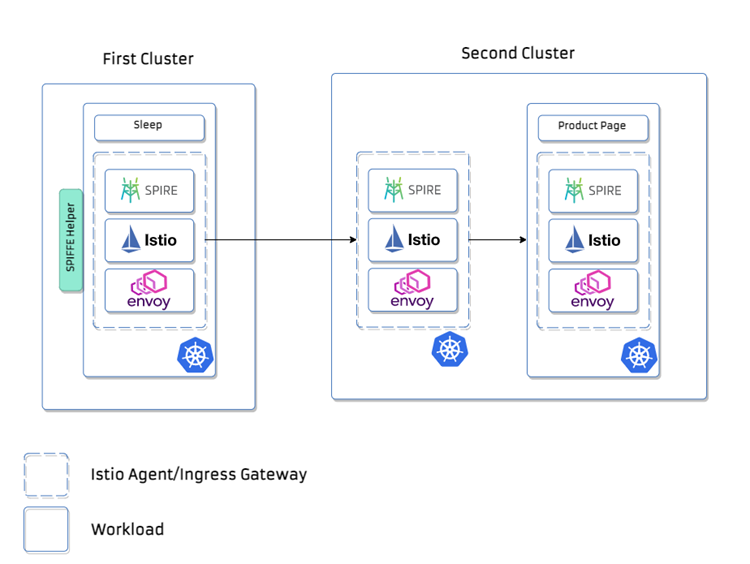 First Cluster
Second Cluster
Sleep
SPIRE
Istio
envoy
SPIFFE Helper
SPIRE
Istio
envoy
Product Page
SPIRE
Istio
envoy
Istio Agent/Ingress Gateway
Workload